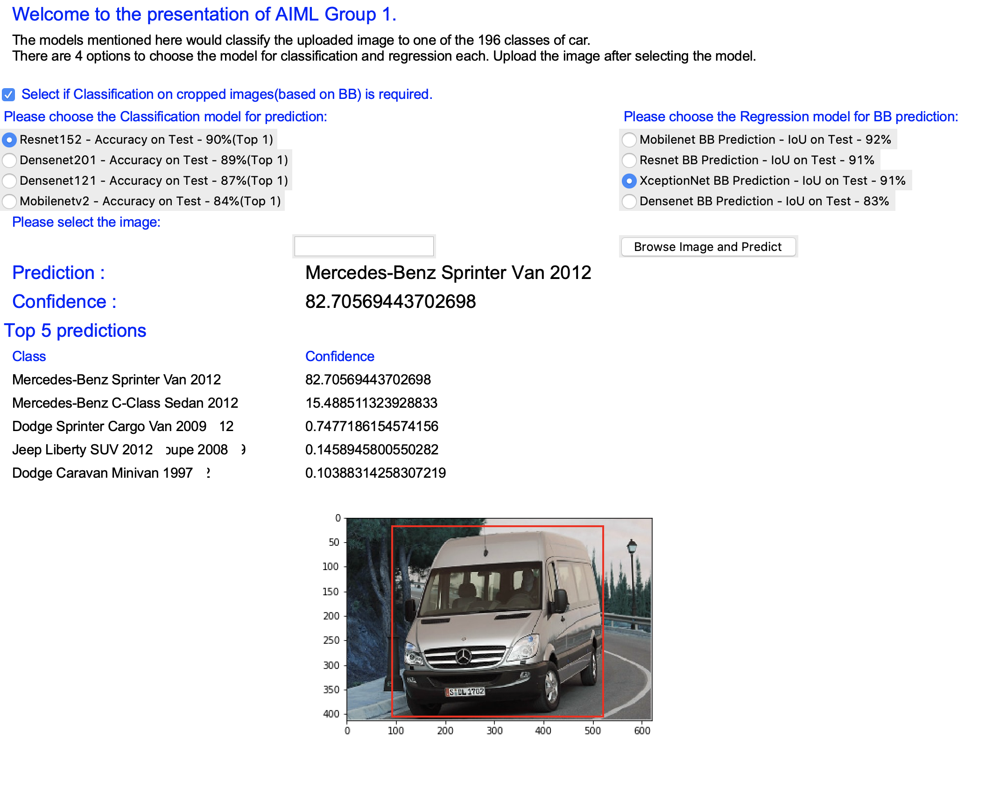 Welcome to the presentation of AIML Group 1.
The models mentioned here would classify the uploaded image to one of the 196 classes of car.
There are 4 options to choose the model for classification and regression each. Upload the image after selecting the model.
Select if Classification on cropped images(based on BB) is required.
Please choose the Classification model for prediction:
Resnet152 - Accuracy on Test - 90%(Top 1)
Densenet201 - Accuracy on Test - 89%(Top 1)
Densenet121 - Accuracy on Test - 87%(Top 1)
Mobilenetv2 - Accuracy on Test - 84%(Top 1)
Please choose the Regression model for BB prediction:
Mobilenet BB Prediction - IoU on Test - 92%
Resnet BB Prediction - IoU on Test - 91%
XceptionNet BB Prediction - IoU on Test - 91%
Densenet BB Prediction - IoU on Test - 83%
Please select the image:
Browse Image and Predict
Prediction : Mercedes-Benz Sprinter Van 2012
Confidence : 82.70569443702698
Top 5 predictions
Class Confidence
Mercedes-Benz Sprinter Van 2012 82.70569443702698
Mercedes-Benz C-Class Sedan 2012 15.488511323928833
Dodge Sprinter Cargo Van 2009 12 0.7477186154574156
Jeep Liberty SUV 2012 oupe 2008 9 0.1458945800550282
Dodge Caravan Minivan 1997 2 0.10388314258307219
0
50
100
150
200
250
300
350
400
0 100 200 300 400 500 600